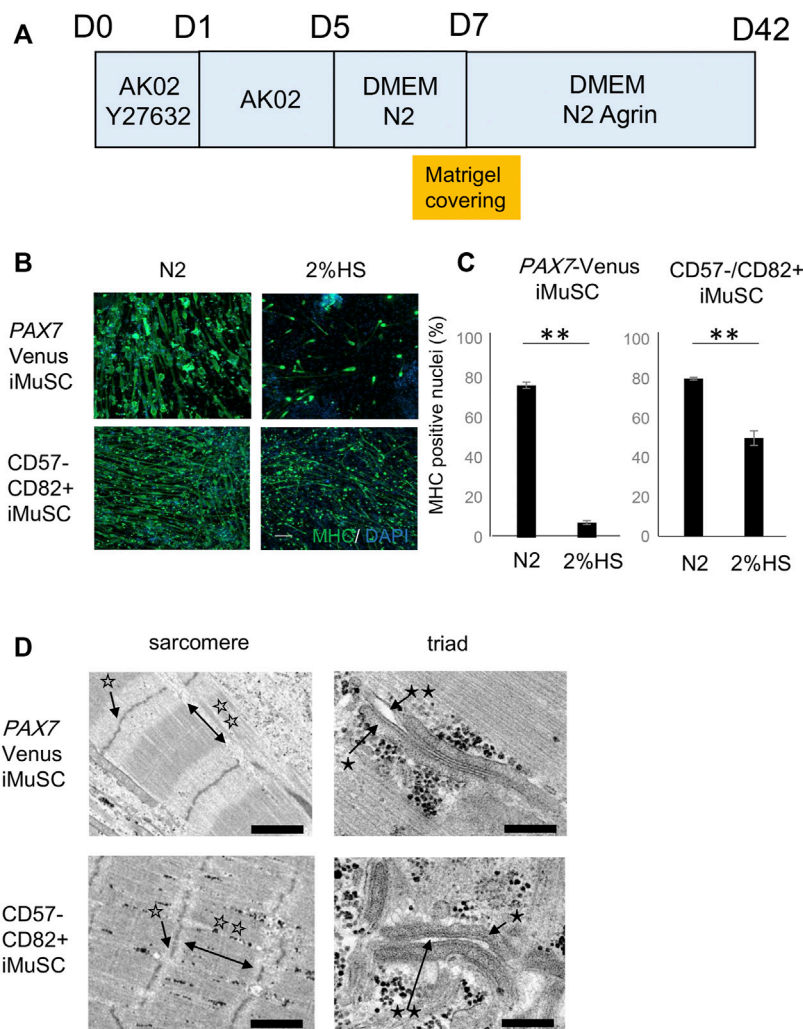 A
D0 D1 D5 D7 D42
AK02
Y27632
AK02
DMEM
N2
DMEM
N2 Agrin
Matrigel
covering
B
N2 2%HS
PAX7
Venus
iMuSC
CD57-
CD82+
iMuSC
MHC/ DAPI
C
PAX7-Venus
iMuSC
CD57-/CD82+
iMuSC
MHC positive nuclei (%)
100
80
60
40
20
0
**
N2 2%HS
100
80
60
40
20
0
**
N2 2%HS
D
sarcomere triad
PAX7
Venus
iMuSC
CD57-
CD82+
iMuSC